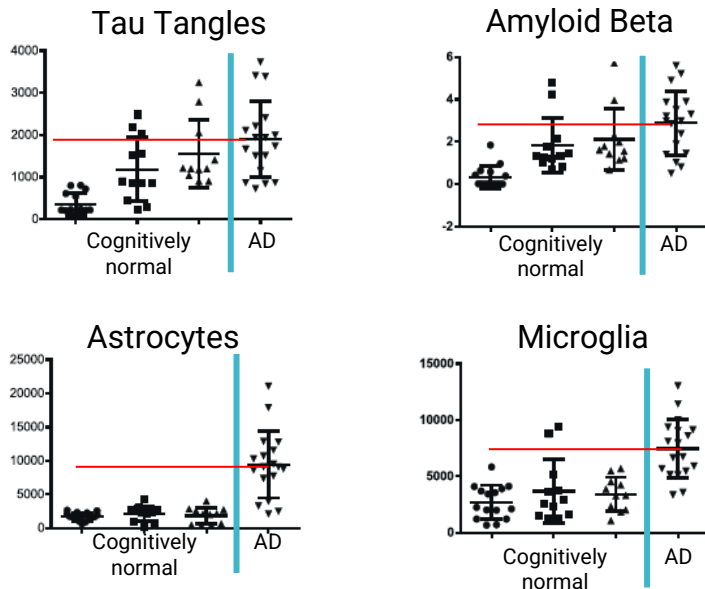 Tau Tangles
4000
3000
2000
1000
0
Cognitively
normal
AD
Amyloid Beta
6
4
2
0
-2
Cognitively
normal
AD
Astrocytes
25000
20000
15000
10000
5000
0
Cognitively
normal
AD
Microglia
15000
10000
5000
0
Cognitively
normal
AD